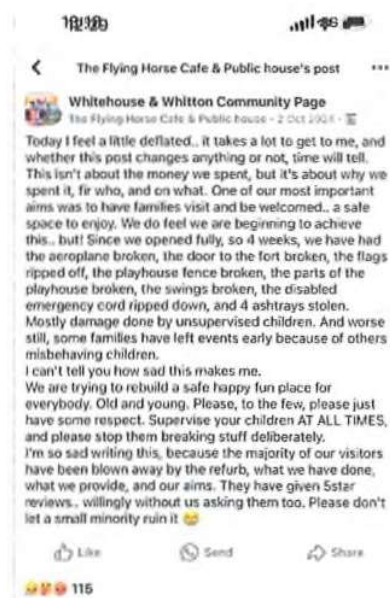 The Flying Horse Cafe & Public house's post
Whitehouse & Whitton Community Page
The Flying Horse Cafe & Public house - 2 Oct
Today I feel a little deflated.. it takes a lot to get to me, and
whether this post changes anything or not, time will tell.
This isn't about the money we spent, but it's about why we
spent it, fir who, and on what. One of our most important
aims was to have families visit and be welcomed.. a safe
space to enjoy. We do feel we are beginning to achieve
this.. but! Since we opened fully, so 4 weeks, we have had
the aeroplane broken, the door to the fort broken, the flags
ripped off, the playhouse fence broken, the parts of the
playhouse broken, the swings broken, the disabled
emergency cord ripped down, and 4 ashtrays stolen.
Mostly damage done by unsupervised children. And worse
still, some families have left events early because of others
misbehaving children.
I can't tell you how sad this makes me.
We are trying to rebuild a safe happy fun place for
everybody. Old and young. Please, to the few, please just
have some respect. Supervise your children AT ALL TIMES,
and please stop them breaking stuff deliberately.
I'm so sad writing this, because the majority of our visitors
have been blown away by the refurb, what we have done,
what we provide, and our aims. They have given 5star
reviews.. willingly without us asking them too. Please don't
let a small minority ruin it
Like
Send
Share
115